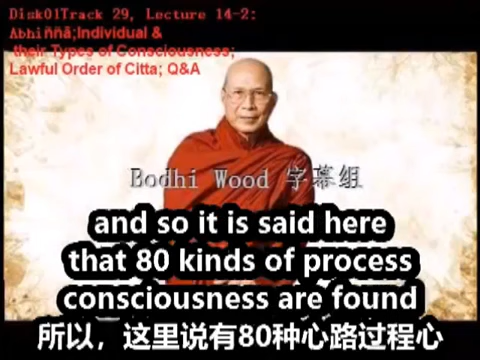 Disk01Track 29, Lecture 14-2:
Abhiññā;Individual &
their Types of Consciousness;
Lawful Order of Citta; Q&A
Bodhi Wood 字幕组
and so it is said here
that 80 kinds of process
consciousness are found
所以，这里说有80种心路过程心